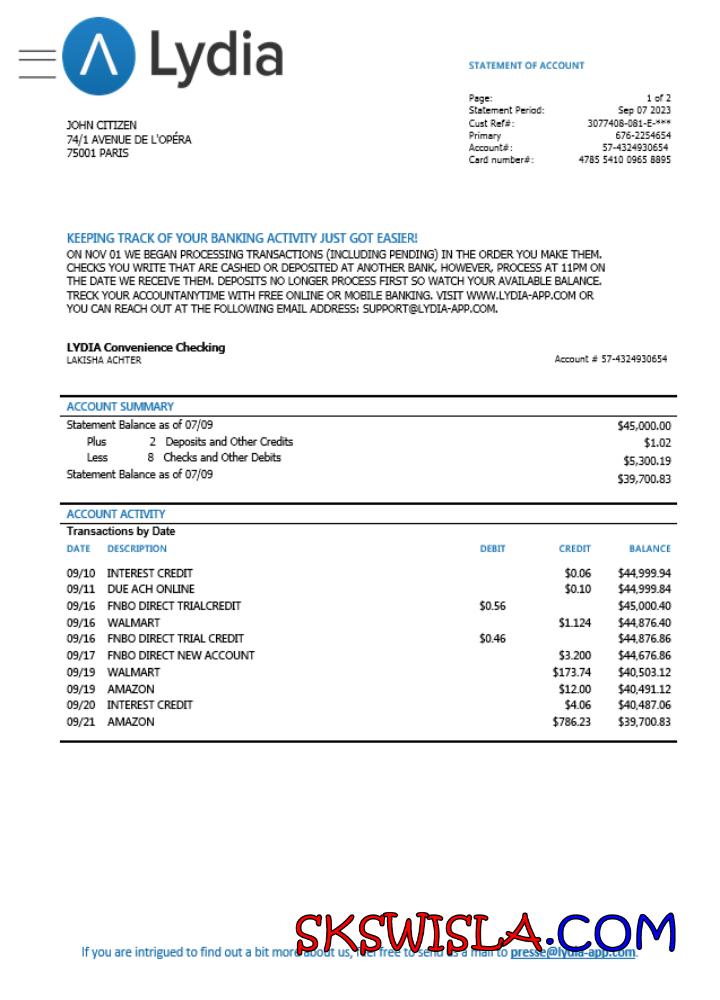 Lydia
STATEMENT OF ACCOUNT
Page: 1 of 2
Statement Period: Sep 07 2023
Cust Ref#: 3077408-081-E-***
Primary 676-2254654
Account#: 57-4324930654
Card number#: 4785 5410 0965 8895
JOHN CITIZEN
74/1 AVENUE DE L'OPÉRA
75001 PARIS
KEEPING TRACK OF YOUR BANKING ACTIVITY JUST GOT EASIER!
ON NOV 01 WE BEGAN PROCESSING TRANSACTIONS (INCLUDING PENDING) IN THE ORDER YOU MAKE THEM.
CHECKS YOU WRITE THAT ARE CASHED OR DEPOSITED AT ANOTHER BANK, HOWEVER, PROCESS AT 11PM ON
THE DATE WE RECEIVE THEM. DEPOSITS NO LONGER PROCESS FIRST SO WATCH YOUR AVAILABLE BALANCE.
TRECK YOUR ACCOUNTANYTIME WITH FREE ONLINE OR MOBILE BANKING. VISIT WWW.LYDIA-APP.COM OR
YOU CAN REACH OUT AT THE FOLLOWING EMAIL ADDRESS: SUPPORT@LYDIA-APP.COM.
LYDIA Convenience Checking
LAKISHA ACHTER Account # 57-4324930654
ACCOUNT SUMMARY
Statement Balance as of 07/09 $45,000.00
Plus 2 Deposits and Other Credits $1.02
Less 8 Checks and Other Debits $5,300.19
Statement Balance as of 07/09 $39,700.83
ACCOUNT ACTIVITY
Transactions by Date
DATE DESCRIPTION DEBIT CREDIT BALANCE
09/10 INTEREST CREDIT $0.06 $44,999.94
09/11 DUE ACH ONLINE $0.10 $44,999.84
09/16 FNBO DIRECT TRIALCREDIT $0.56 $45,000.40
09/16 WALMART $1.124 $44,876.40
09/16 FNBO DIRECT TRIAL CREDIT $0.46 $44,876.86
09/17 FNBO DIRECT NEW ACCOUNT $3.200 $44,676.86
09/19 WALMART $173.74 $40,503.12
09/19 AMAZON $12.00 $40,491.12
09/20 INTEREST CREDIT $4.06 $40,487.06
09/21 AMAZON $786.23 $39,700.83
SKSWISLA.COM
If you are intrigued to find out a bit more about us, feel free to send us a mail to presse@lydia-app.com.